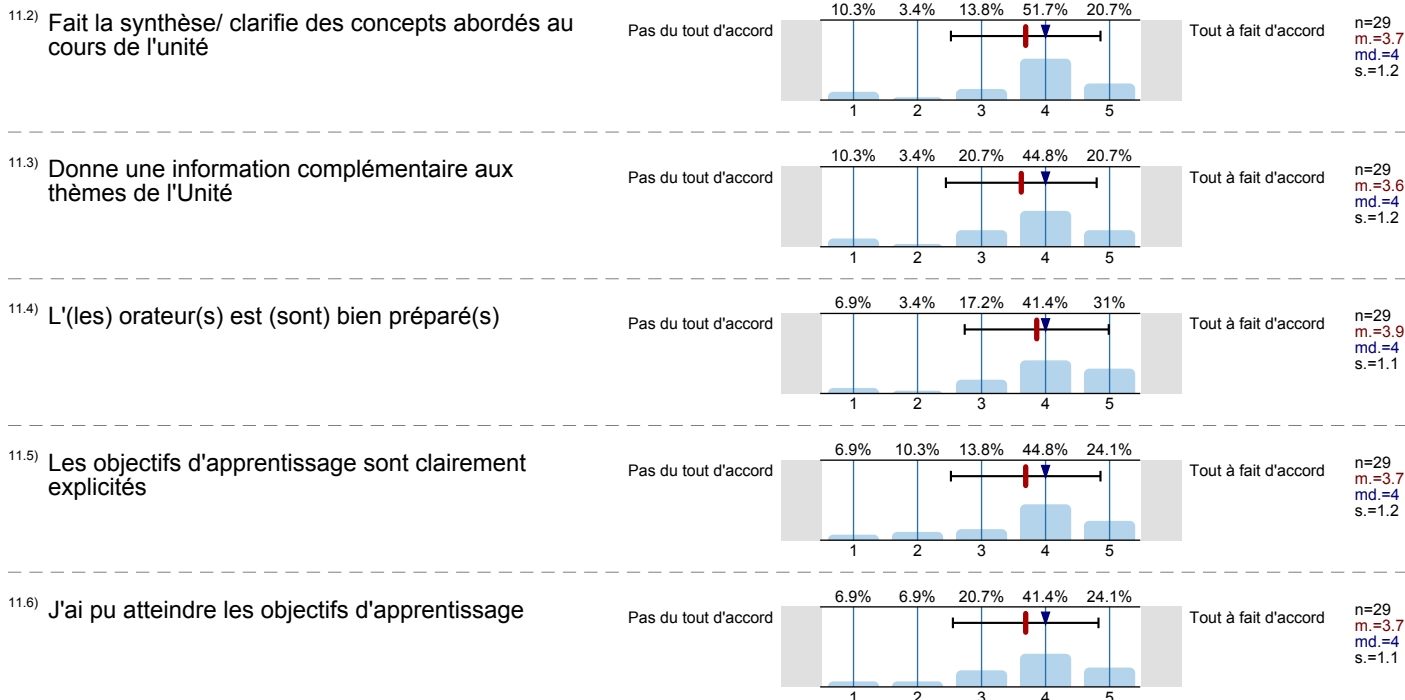 10.3% 3.4% 13.8% 51.7% 20.7%
11.2) Fait la synthèse/ clarifie des concepts abordés au
cours de l'unité
Pas du tout d'accord
Tout à fait d'accord
n=29
m.=3.7
md.=4
s.=1.2
1 2 3 4 5
10.3% 3.4% 20.7% 44.8% 20.7%
11.3) Donne une information complémentaire aux
thèmes de l'Unité
Pas du tout d'accord
Tout à fait d'accord
n=29
m.=3.6
md.=4
s.=1.2
1 2 3 4 5
6.9% 3.4% 17.2% 41.4% 31%
11.4) L'(les) orateur(s) est (sont) bien préparé(s)
Pas du tout d'accord
Tout à fait d'accord
n=29
m.=3.9
md.=4
s.=1.1
1 2 3 4 5
6.9% 10.3% 13.8% 44.8% 24.1%
11.5) Les objectifs d'apprentissage sont clairement
explicités
Pas du tout d'accord
Tout à fait d'accord
n=29
m.=3.7
md.=4
s.=1.2
1 2 3 4 5
6.9% 6.9% 20.7% 41.4% 24.1%
11.6) J'ai pu atteindre les objectifs d'apprentissage
Pas du tout d'accord
Tout à fait d'accord
n=29
m.=3.7
md.=4
s.=1.1
1 2 3 4 5